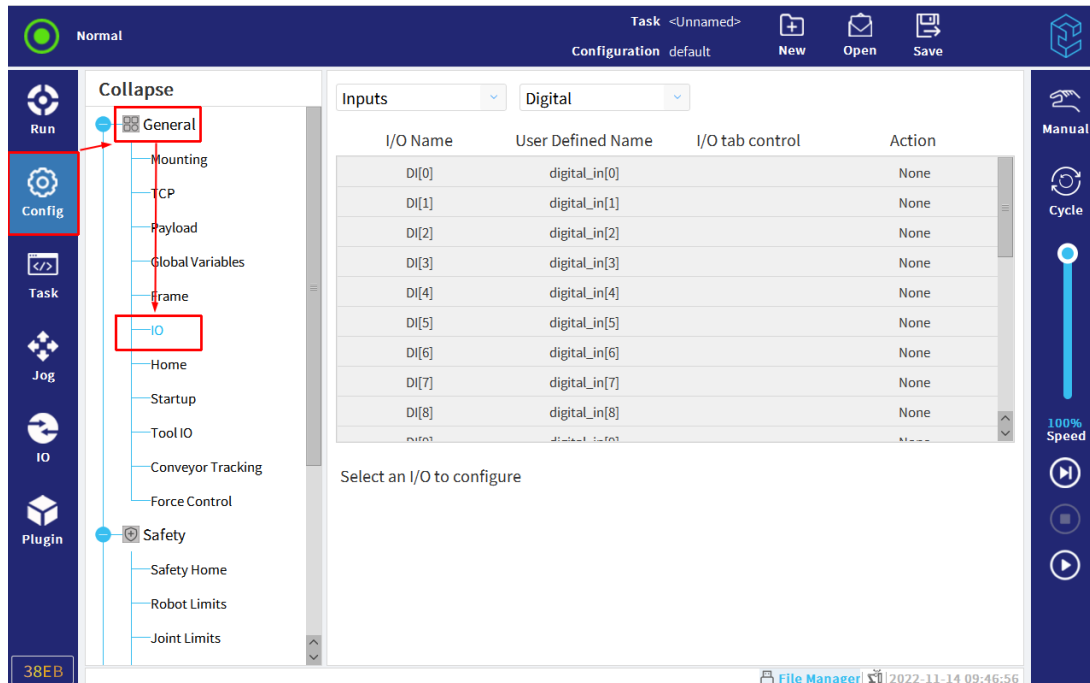 Normal
Task <Unnamed>
Configuration default
New
Open
Save
Run
Config
Task
Jog
IO
Plugin
38EB
Collapse
General
Mounting
TCP
Payload
Global Variables
Frame
IO
Home
Startup
Tool IO
Conveyor Tracking
Force Control
Safety
Safety Home
Robot Limits
Joint Limits
Inputs Digital
I/O Name User Defined Name I/O tab control Action
DI[0] digital_in[0] None
DI[1] digital_in[1] None
DI[2] digital_in[2] None
DI[3] digital_in[3] None
DI[4] digital_in[4] None
DI[5] digital_in[5] None
DI[6] digital_in[6] None
DI[7] digital_in[7] None
DI[8] digital_in[8] None
DI[9] digital_in[9] None
Select an I/O to configure
Manual
Cycle
100%
Speed
File Manager 2022-11-14 09:46:56